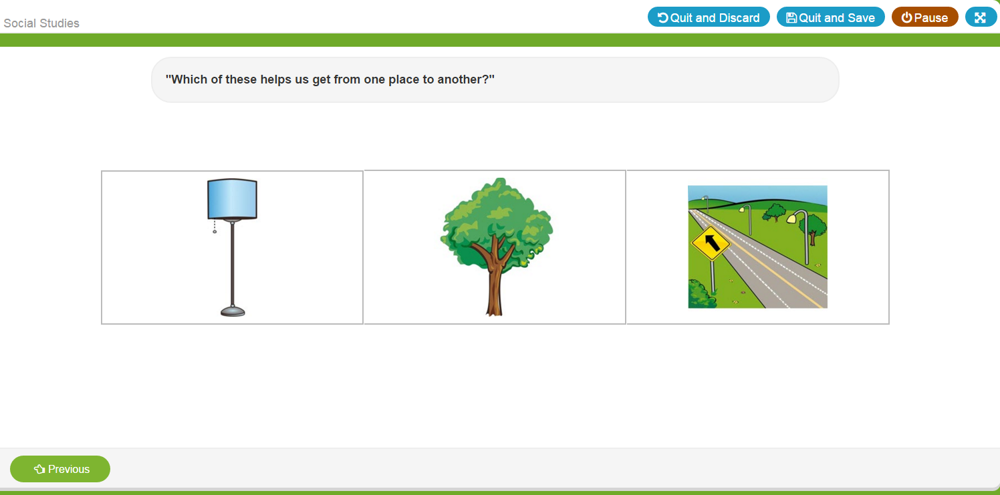 Social Studies
Quit and Discard
Quit and Save
Pause
"Which of these helps us get from one place to another?"
Previous